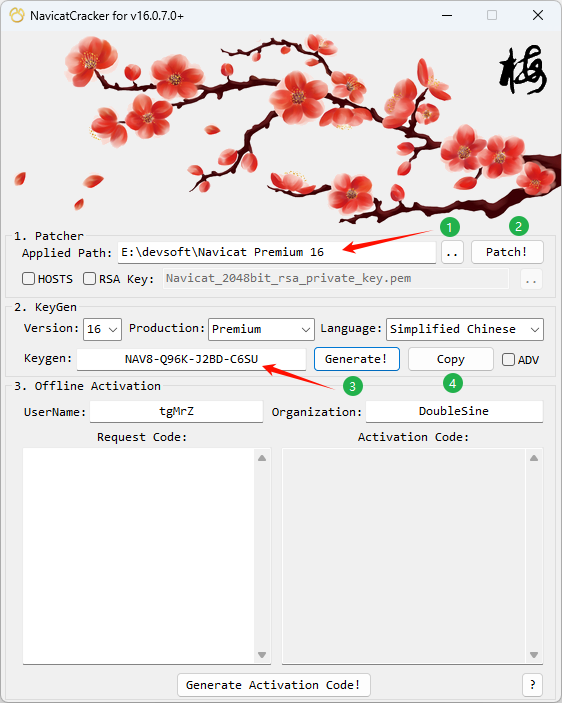 NavicatCracker for v16.0.7.0+
梅
1. Patcher
1 2
Applied Path: E:\devsoft\Navicat Premium 16 .. Patch!
HOSTS RSA Key: Navicat_2048bit_rsa_private_key.pem ..
2. KeyGen
Version: 16 Production: Premium Language: Simplified Chinese
Keygen: NAV8-Q96K-J2BD-C6SU Generate! Copy ADV
3 4
3. Offline Activation
UserName: tgMrZ Organization: DoubleSine
Request Code: Activation Code:
Generate Activation Code! ?